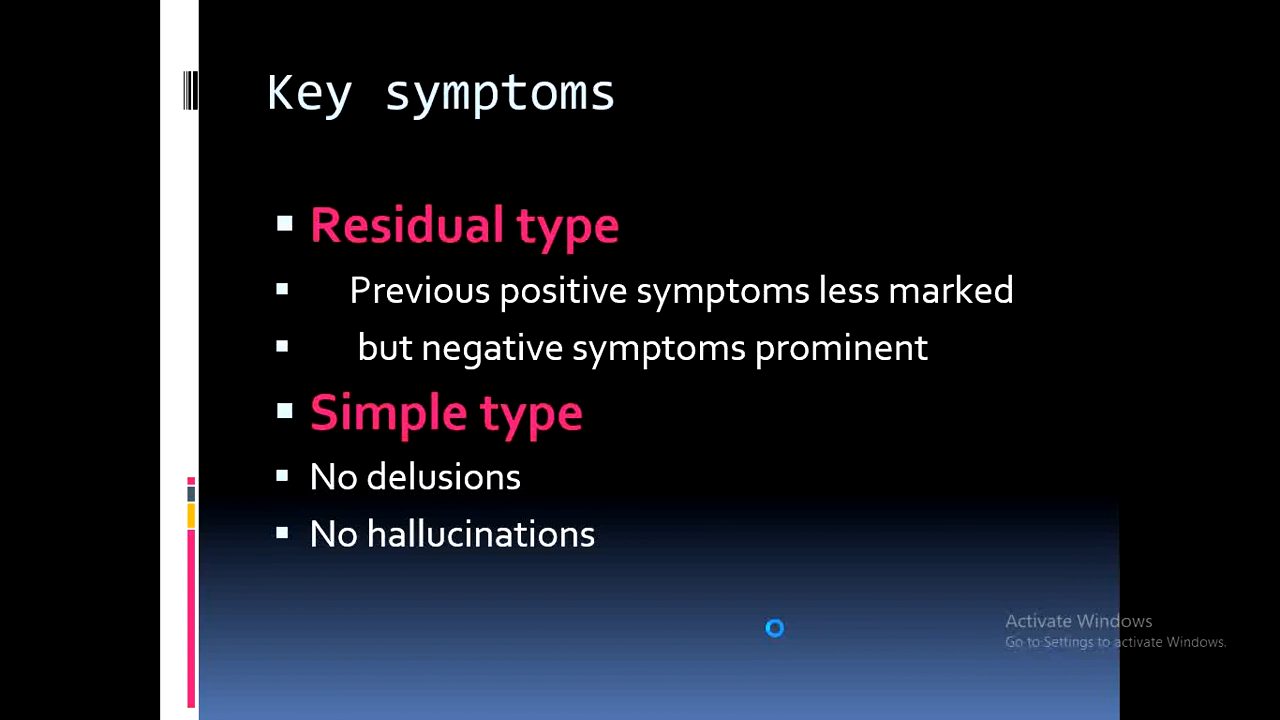 Key symptoms
Residual type
Previous positive symptoms less marked
but negative symptoms prominent
Simple type
No delusions
No hallucinations
Activate Windows
Go to Settings to activate Windows.